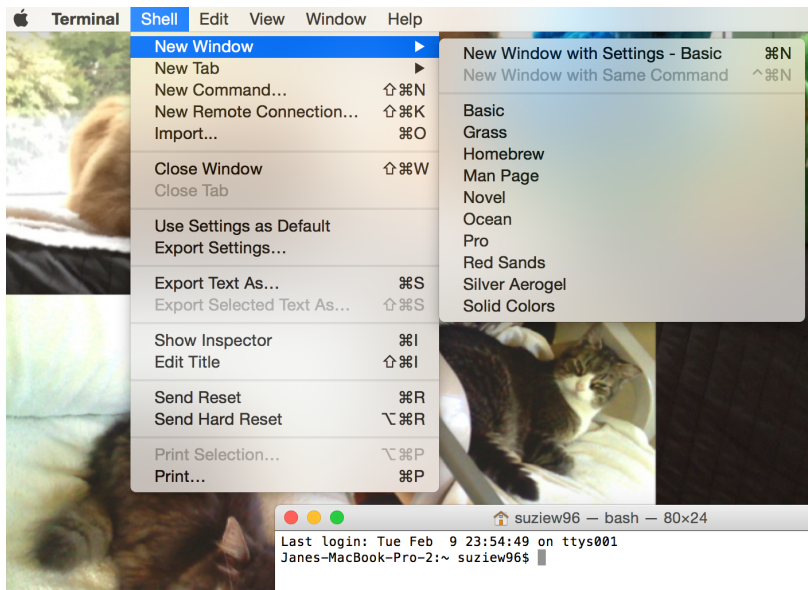 Terminal Shell Edit View Window Help
New Window ▶
New Tab ▶
New Command... ⇧⌘N
New Remote Connection... ⇧⌘K
Import... ⌘O
Close Window ⇧⌘W
Close Tab
Use Settings as Default
Export Settings...
Export Text As... ⌘S
Export Selected Text As... ⇧⌘S
Show Inspector ⌘I
Edit Title ⇧⌘I
Send Reset ⌘R
Send Hard Reset ⌥⌘R
Print Selection... ⌥⌘P
Print... ⌘P
New Window with Settings - Basic ⌘N
New Window with Same Command ^⌘N
Basic
Grass
Homebrew
Man Page
Novel
Ocean
Pro
Red Sands
Silver Aerogel
Solid Colors
suziew96 — bash — 80×24
Last login: Tue Feb  9 23:54:49 on ttys001
Janes-MacBook-Pro-2:~ suziew96$